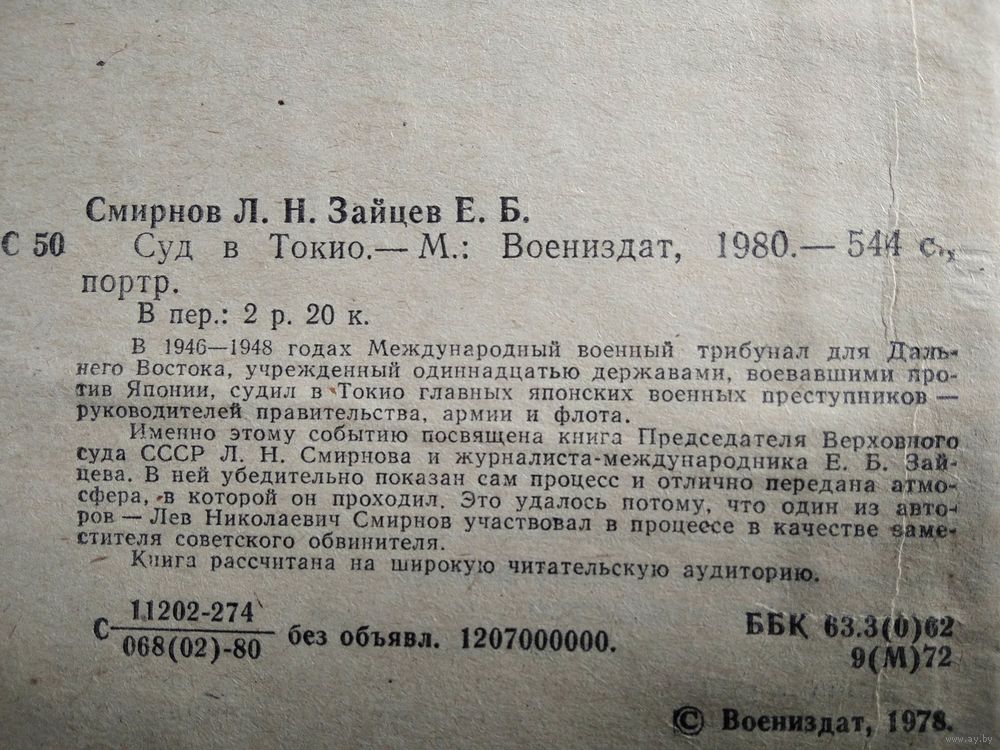 Смирнов Л. Н. Зайцев Е. Б.
С 50 Суд в Токио.— М.: Воениздат, 1980.— 544 с.,
портр.
В пер.: 2 р. 20 к.
В 1946—1948 годах Международный военный трибунал для Даль-
него Востока, учрежденный одиннадцатью державами, воевавшими про-
тив Японии, судил в Токио главных японских военных преступников —
руководителей правительства, армии и флота.
Именно этому событию посвящена книга Председателя Верховного
суда СССР Л. Н. Смирнова и журналиста-международника Е. Б. Зай-
цева. В ней убедительно показан сам процесс и отлично передана атмо-
сфера, в которой он проходил. Это удалось потому, что один из авто-
ров — Лев Николаевич Смирнов участвовал в процессе в качестве заме-
стителя советского обвинителя.
Книга рассчитана на широкую читательскую аудиторию.
С 11202-274
068(02)-80 без объявл. 1207000000.
ББК 63.3(0)62
9(М)72
© Воениздат, 1978.
www.ay.by